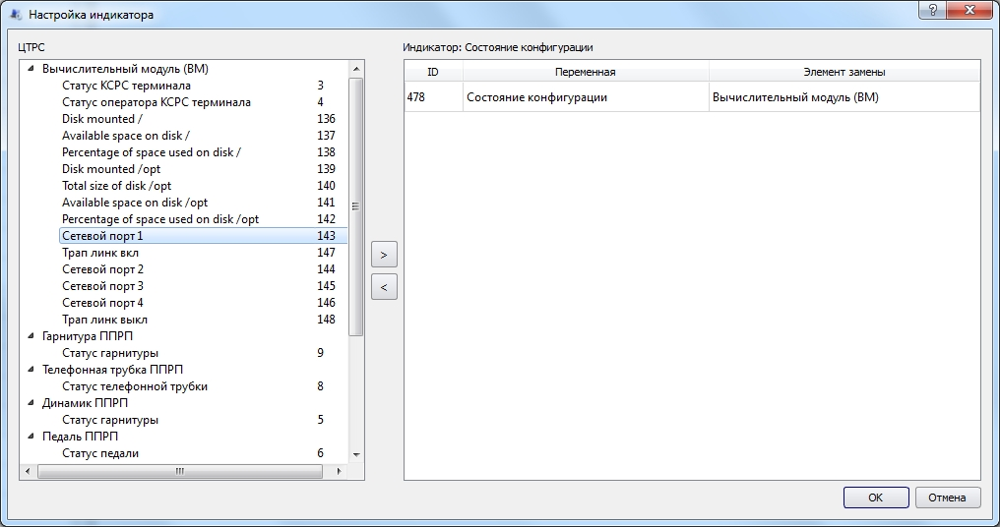 Настройка индикатора
ЦТРС
Вычислительный модуль (ВМ)
Статус КСРС терминала 3
Статус оператора КСРС терминала 4
Disk mounted / 136
Available space on disk / 137
Percentage of space used on disk / 138
Disk mounted /opt 139
Total size of disk /opt 140
Available space on disk /opt 141
Percentage of space used on disk /opt 142
Сетевой порт 1 143
Трап линк вкл 147
Сетевой порт 2 144
Сетевой порт 3 145
Сетевой порт 4 146
Трап линк выкл 148
Гарнитура ППРП
Статус гарнитуры 9
Телефонная трубка ППРП
Статус телефонной трубки 8
Динамик ППРП
Статус гарнитуры 5
Педаль ППРП
Статус педали 6
>
<
Индикатор: Состояние конфигурации
ID Переменная Элемент замены
478 Состояние конфигурации Вычислительный модуль (ВМ)
OK Отмена